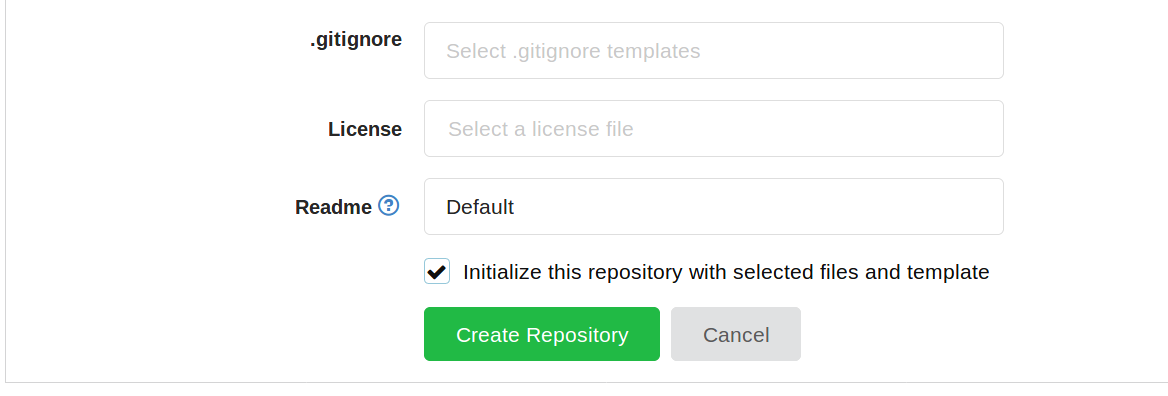 .gitignore Select .gitignore templates
License Select a license file
Readme Default
Initialize this repository with selected files and template
Create Repository Cancel